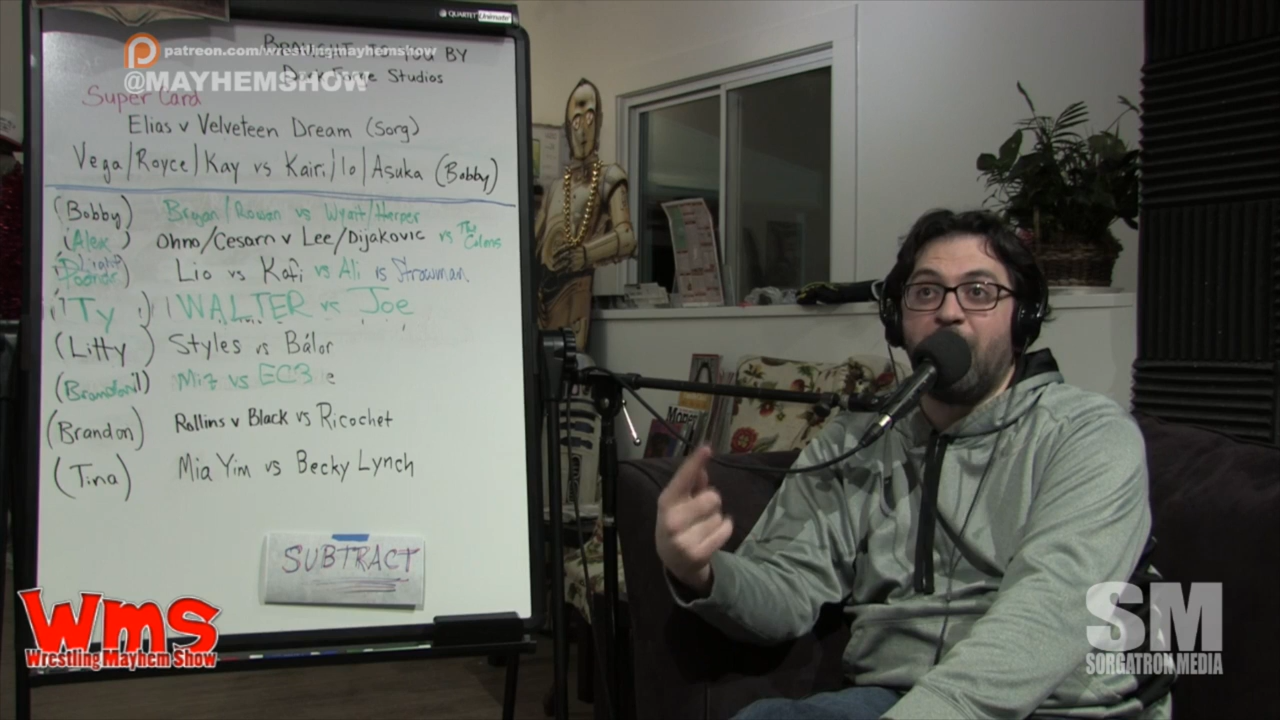 QUARTET Unimate
BROUGHT TO YOU BY
patreon.com/wrestlingmayhemshow
Studios
@MAYHEMSHOW
Super Card
Elias v Velveteen Dream (Sorg)
Vega/Royce/Kay vs Kairi/Io/Asuka (Bobby)
(Bobby) Bryan/Rowan vs Wyatt/Harper
(Alex) Ohno/Cesaro v Lee/Dijakovic vs The Colons
Lio vs Kofi vs Ali vs Strowman
(Ty) WALTER vs Joe
(Litty) Styles vs Bálor
Miz vs EC3 e
(Brandon) Rollins v Black vs Ricochet
(Tina) Mia Yim vs Becky Lynch
SUBTRACT
WMS
Wrestling Mayhem Show
SM
SORGATRON MEDIA